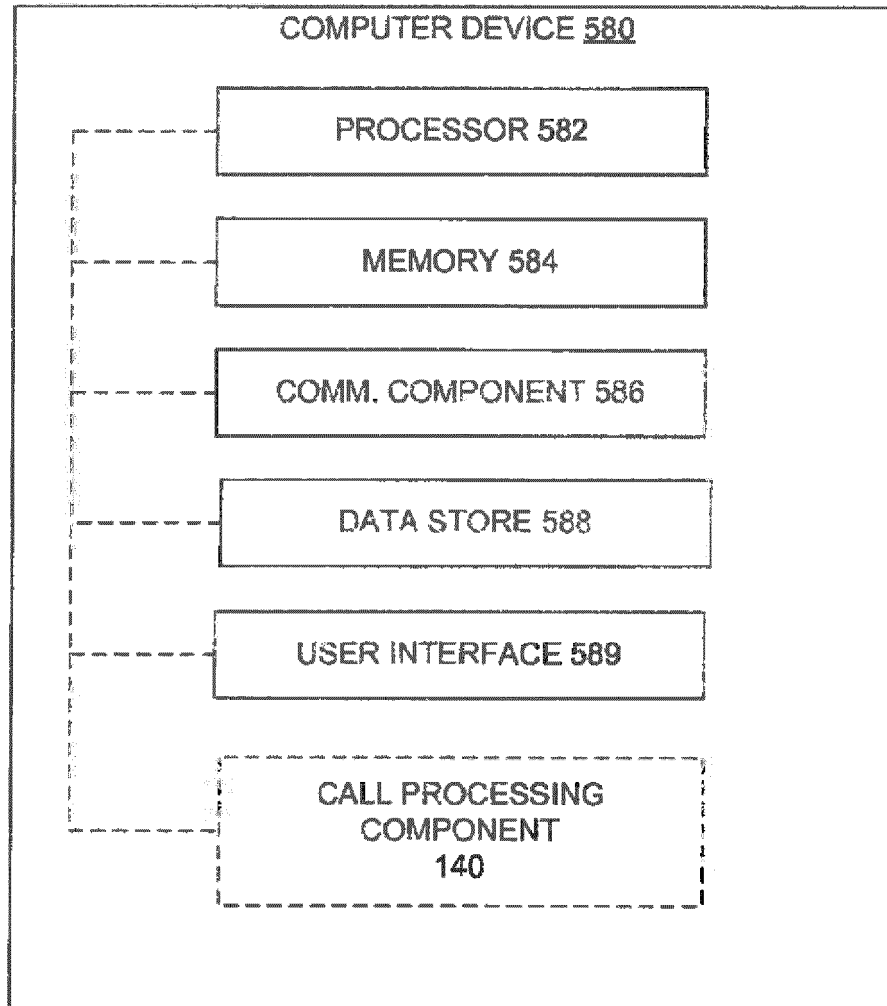 COMPUTER DEVICE 580
PROCESSOR 582
MEMORY 584
COMM. COMPONENT 586
DATA STORE 588
USER INTERFACE 589
CALL PROCESSING
COMPONENT
140